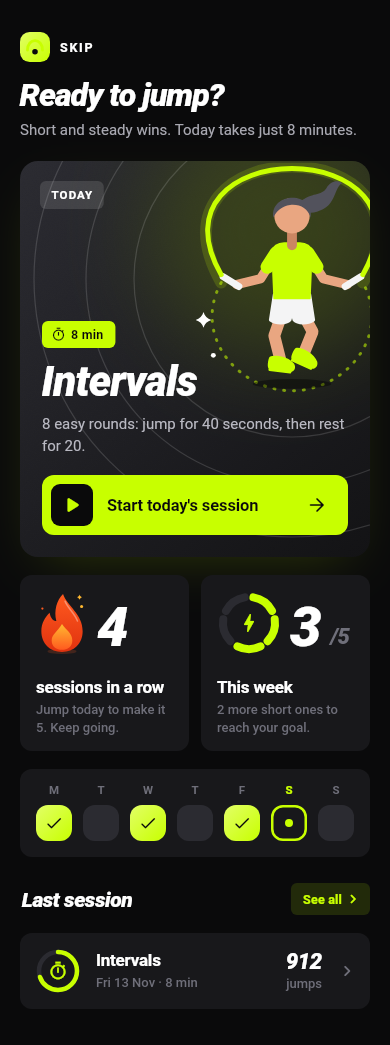 SKIP
Ready to jump?
Short and steady wins. Today takes just 8 minutes.
TODAY
8 min
Intervals
8 easy rounds: jump for 40 seconds, then rest
for 20.
Start today's session
4
sessions in a row
Jump today to make it
5. Keep going.
3 /5
This week
2 more short ones to
reach your goal.
M T W T F S S
Last session
See all
Intervals
Fri 13 Nov · 8 min
912
jumps